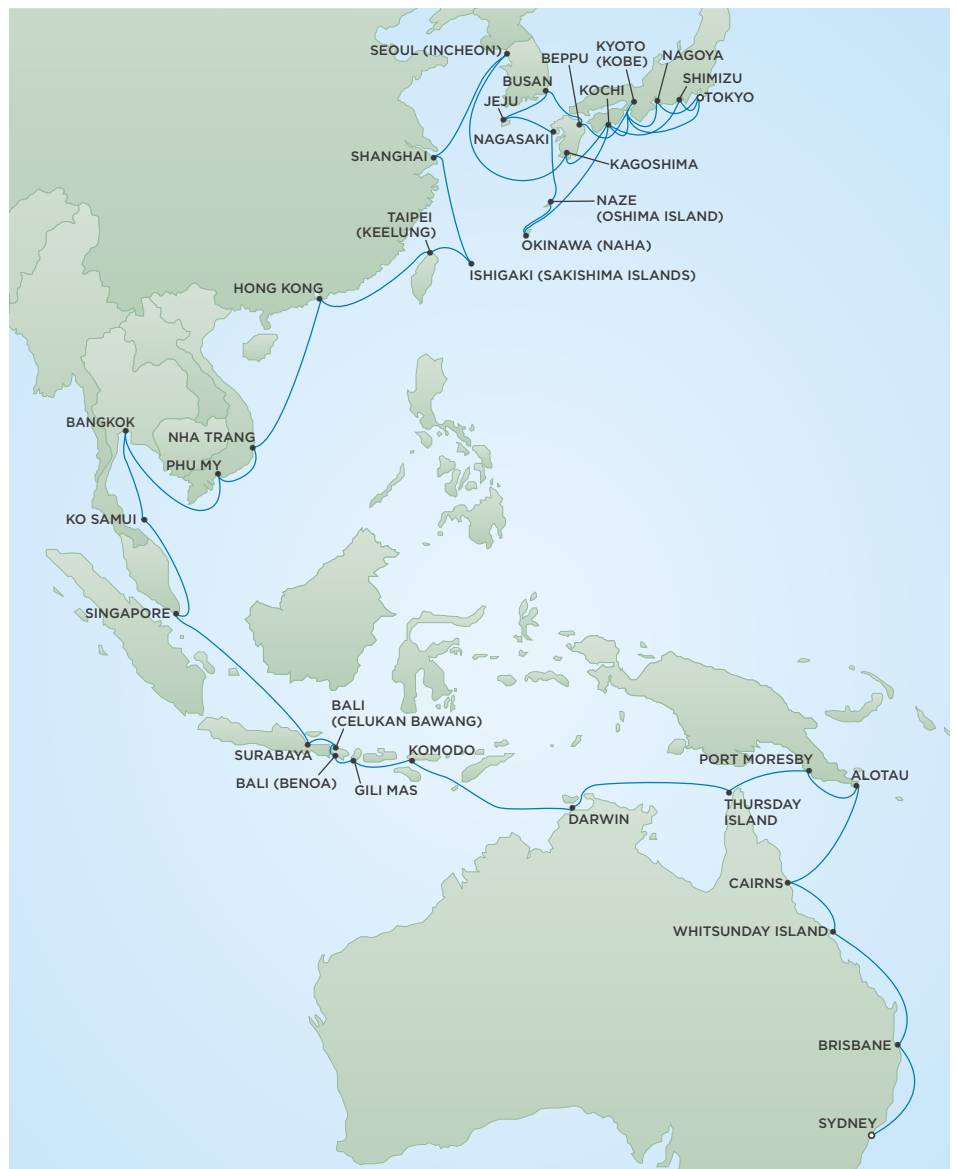 SEOUL (INCHEON)
BUSAN
BEPPU
KYOTO
(KOBE)
NAGOYA
SHIMIZU
TOKYO
KOCHI
JEJU
NAGASAKI
SHANGHAI
KAGOSHIMA
NAZE
(OSHIMA ISLAND)
TAIPEI
(KEELUNG)
OKINAWA (NAHA)
ISHIGAKI (SAKISHIMA ISLANDS)
HONG KONG
BANGKOK
NHA TRANG
PHU MY
KO SAMUI
SINGAPORE
BALI
(CELUKAN BAWANG)
SURABAYA
KOMODO
BALI (BENOA)
GILI MAS
PORT MORESBY
ALOTAU
DARWIN
THURSDAY
ISLAND
CAIRNS
WHITSUNDAY ISLAND
BRISBANE
SYDNEY